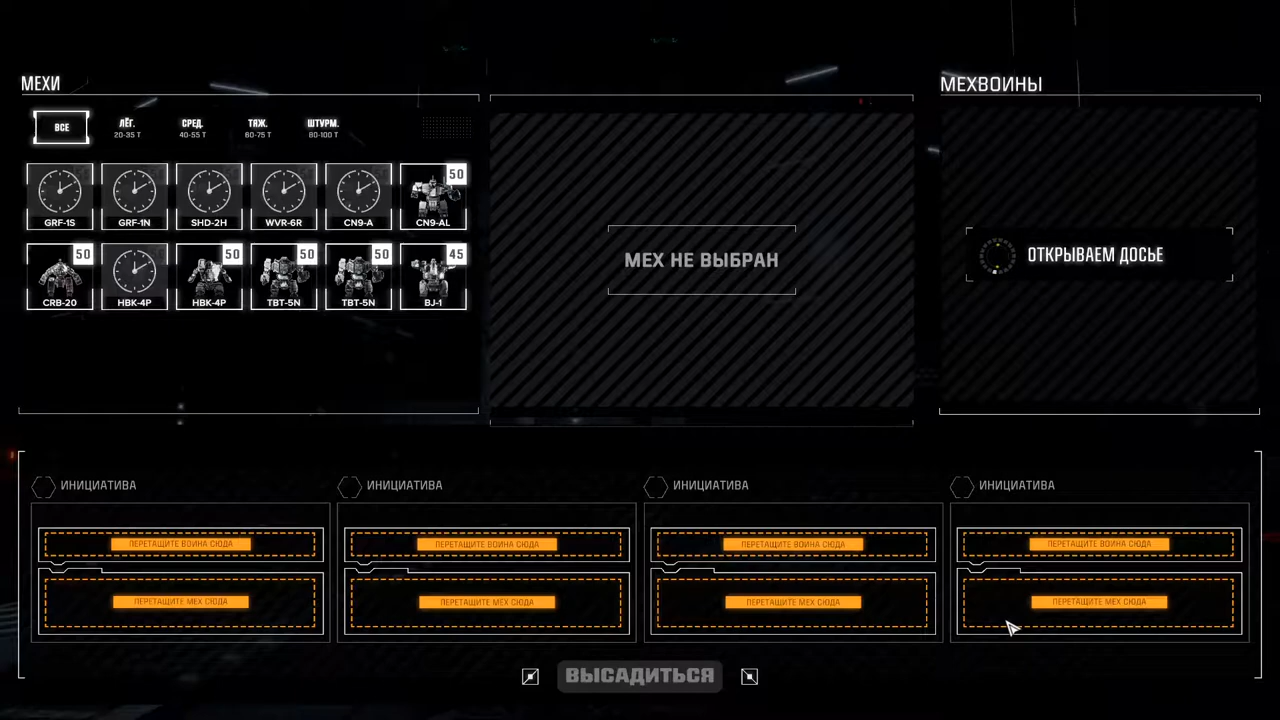 МЕХИ
ВСЕ
ЛЁГ.
20-35 Т
СРЕД.
40-55 Т
ТЯЖ.
60-75 Т
ШТУРМ.
80-100 Т
GRF-1S
GRF-1N
SHD-2H
WVR-6R
CN9-A
50
CN9-AL
50
CRB-20
HBK-4P
50
HBK-4P
50
TBT-5N
50
TBT-5N
45
BJ-1
МЕХ НЕ ВЫБРАН
МЕХВОИНЫ
ОТКРЫВАЕМ ДОСЬЕ
ИНИЦИАТИВА
ПЕРЕТАЩИТЕ ВОИНА СЮДА
ПЕРЕТАЩИТЕ МЕХ СЮДА
ИНИЦИАТИВА
ПЕРЕТАЩИТЕ ВОИНА СЮДА
ПЕРЕТАЩИТЕ МЕХ СЮДА
ИНИЦИАТИВА
ПЕРЕТАЩИТЕ ВОИНА СЮДА
ПЕРЕТАЩИТЕ МЕХ СЮДА
ИНИЦИАТИВА
ПЕРЕТАЩИТЕ ВОИНА СЮДА
ПЕРЕТАЩИТЕ МЕХ СЮДА
ВЫСАДИТЬСЯ